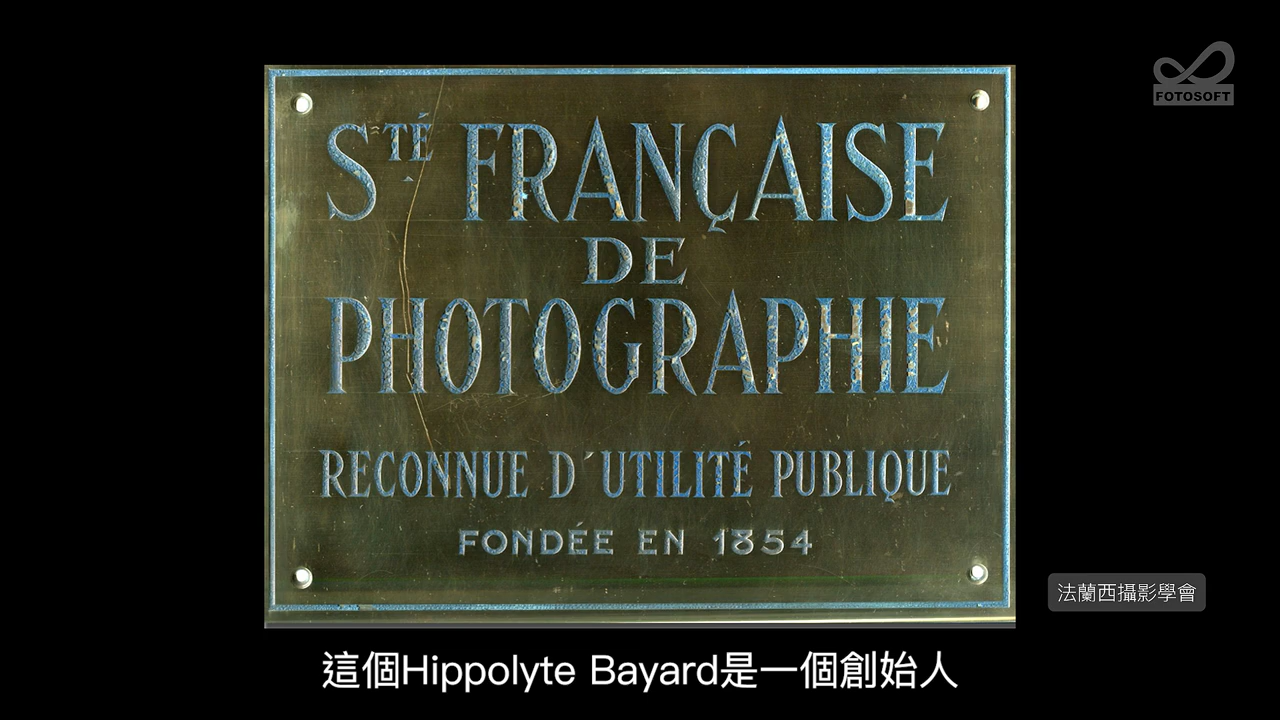 FOTOSOFT
STÉ FRANÇAISE
DE
PHOTOGRAPHIE
RECONNUE D'UTILITÉ PUBLIQUE
FONDÉE EN 1854
法蘭西攝影學會
這個Hippolyte Bayard是一個創始人